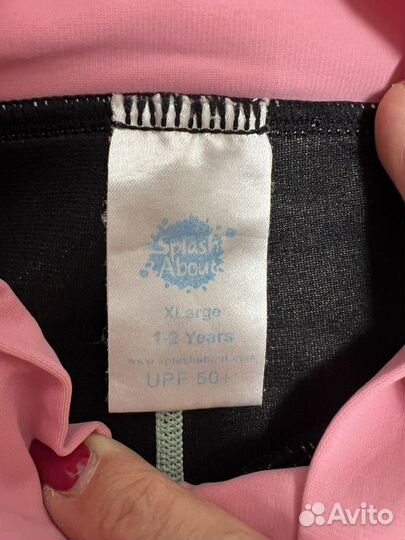 Splash
About
XLarge
1-2 Years
www.splashabout.com
UPF 50+
Avito